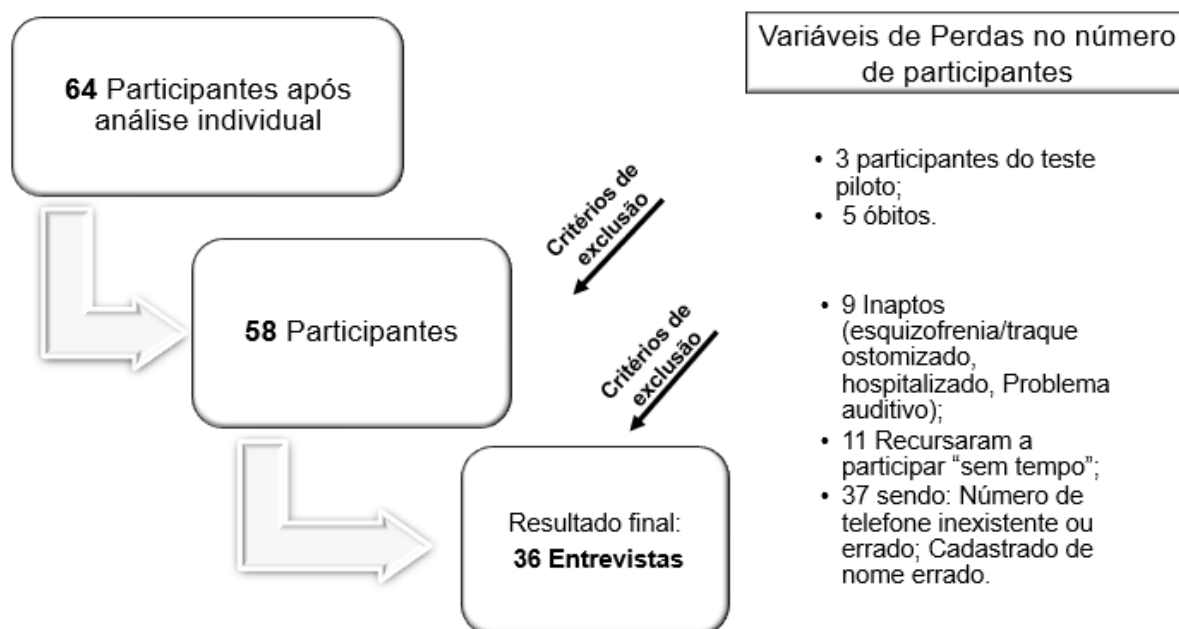 64 Participantes após
análise individual
58 Participantes
Resultado final:
36 Entrevistas
Critérios de
exclusão
Critérios de
exclusão
Variáveis de Perdas no número
de participantes
• 3 participantes do teste
piloto;
• 5 óbitos.
• 9 Inaptos
(esquizofrenia/traque
ostomizado,
hospitalizado, Problema
auditivo);
• 11 Recursaram a
participar “sem tempo”;
• 37 sendo: Número de
telefone inexistente ou
errado; Cadastrado de
nome errado.